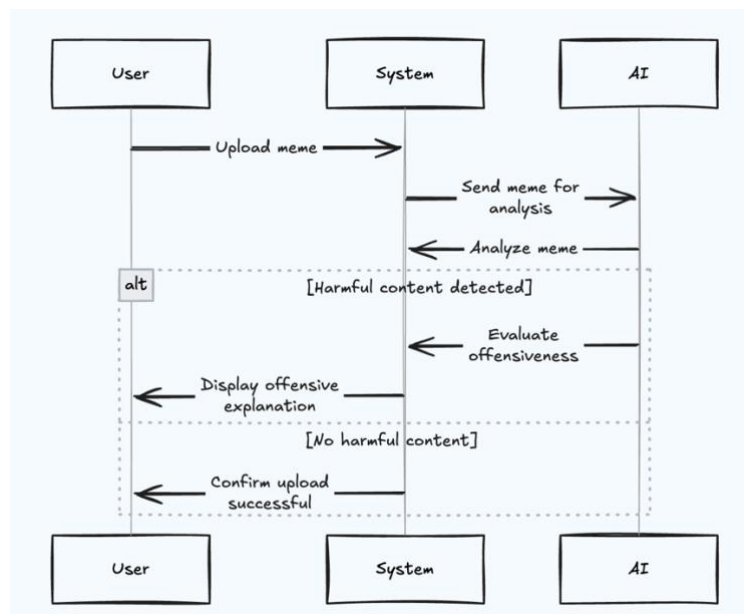 User
System
AI
Upload meme
Send meme for
analysis
Analyze meme
alt
[Harmful content detected]
Evaluate
offensiveness
Display offensive
explanation
[No harmful content]
Confirm upload
successful
User
System
AI